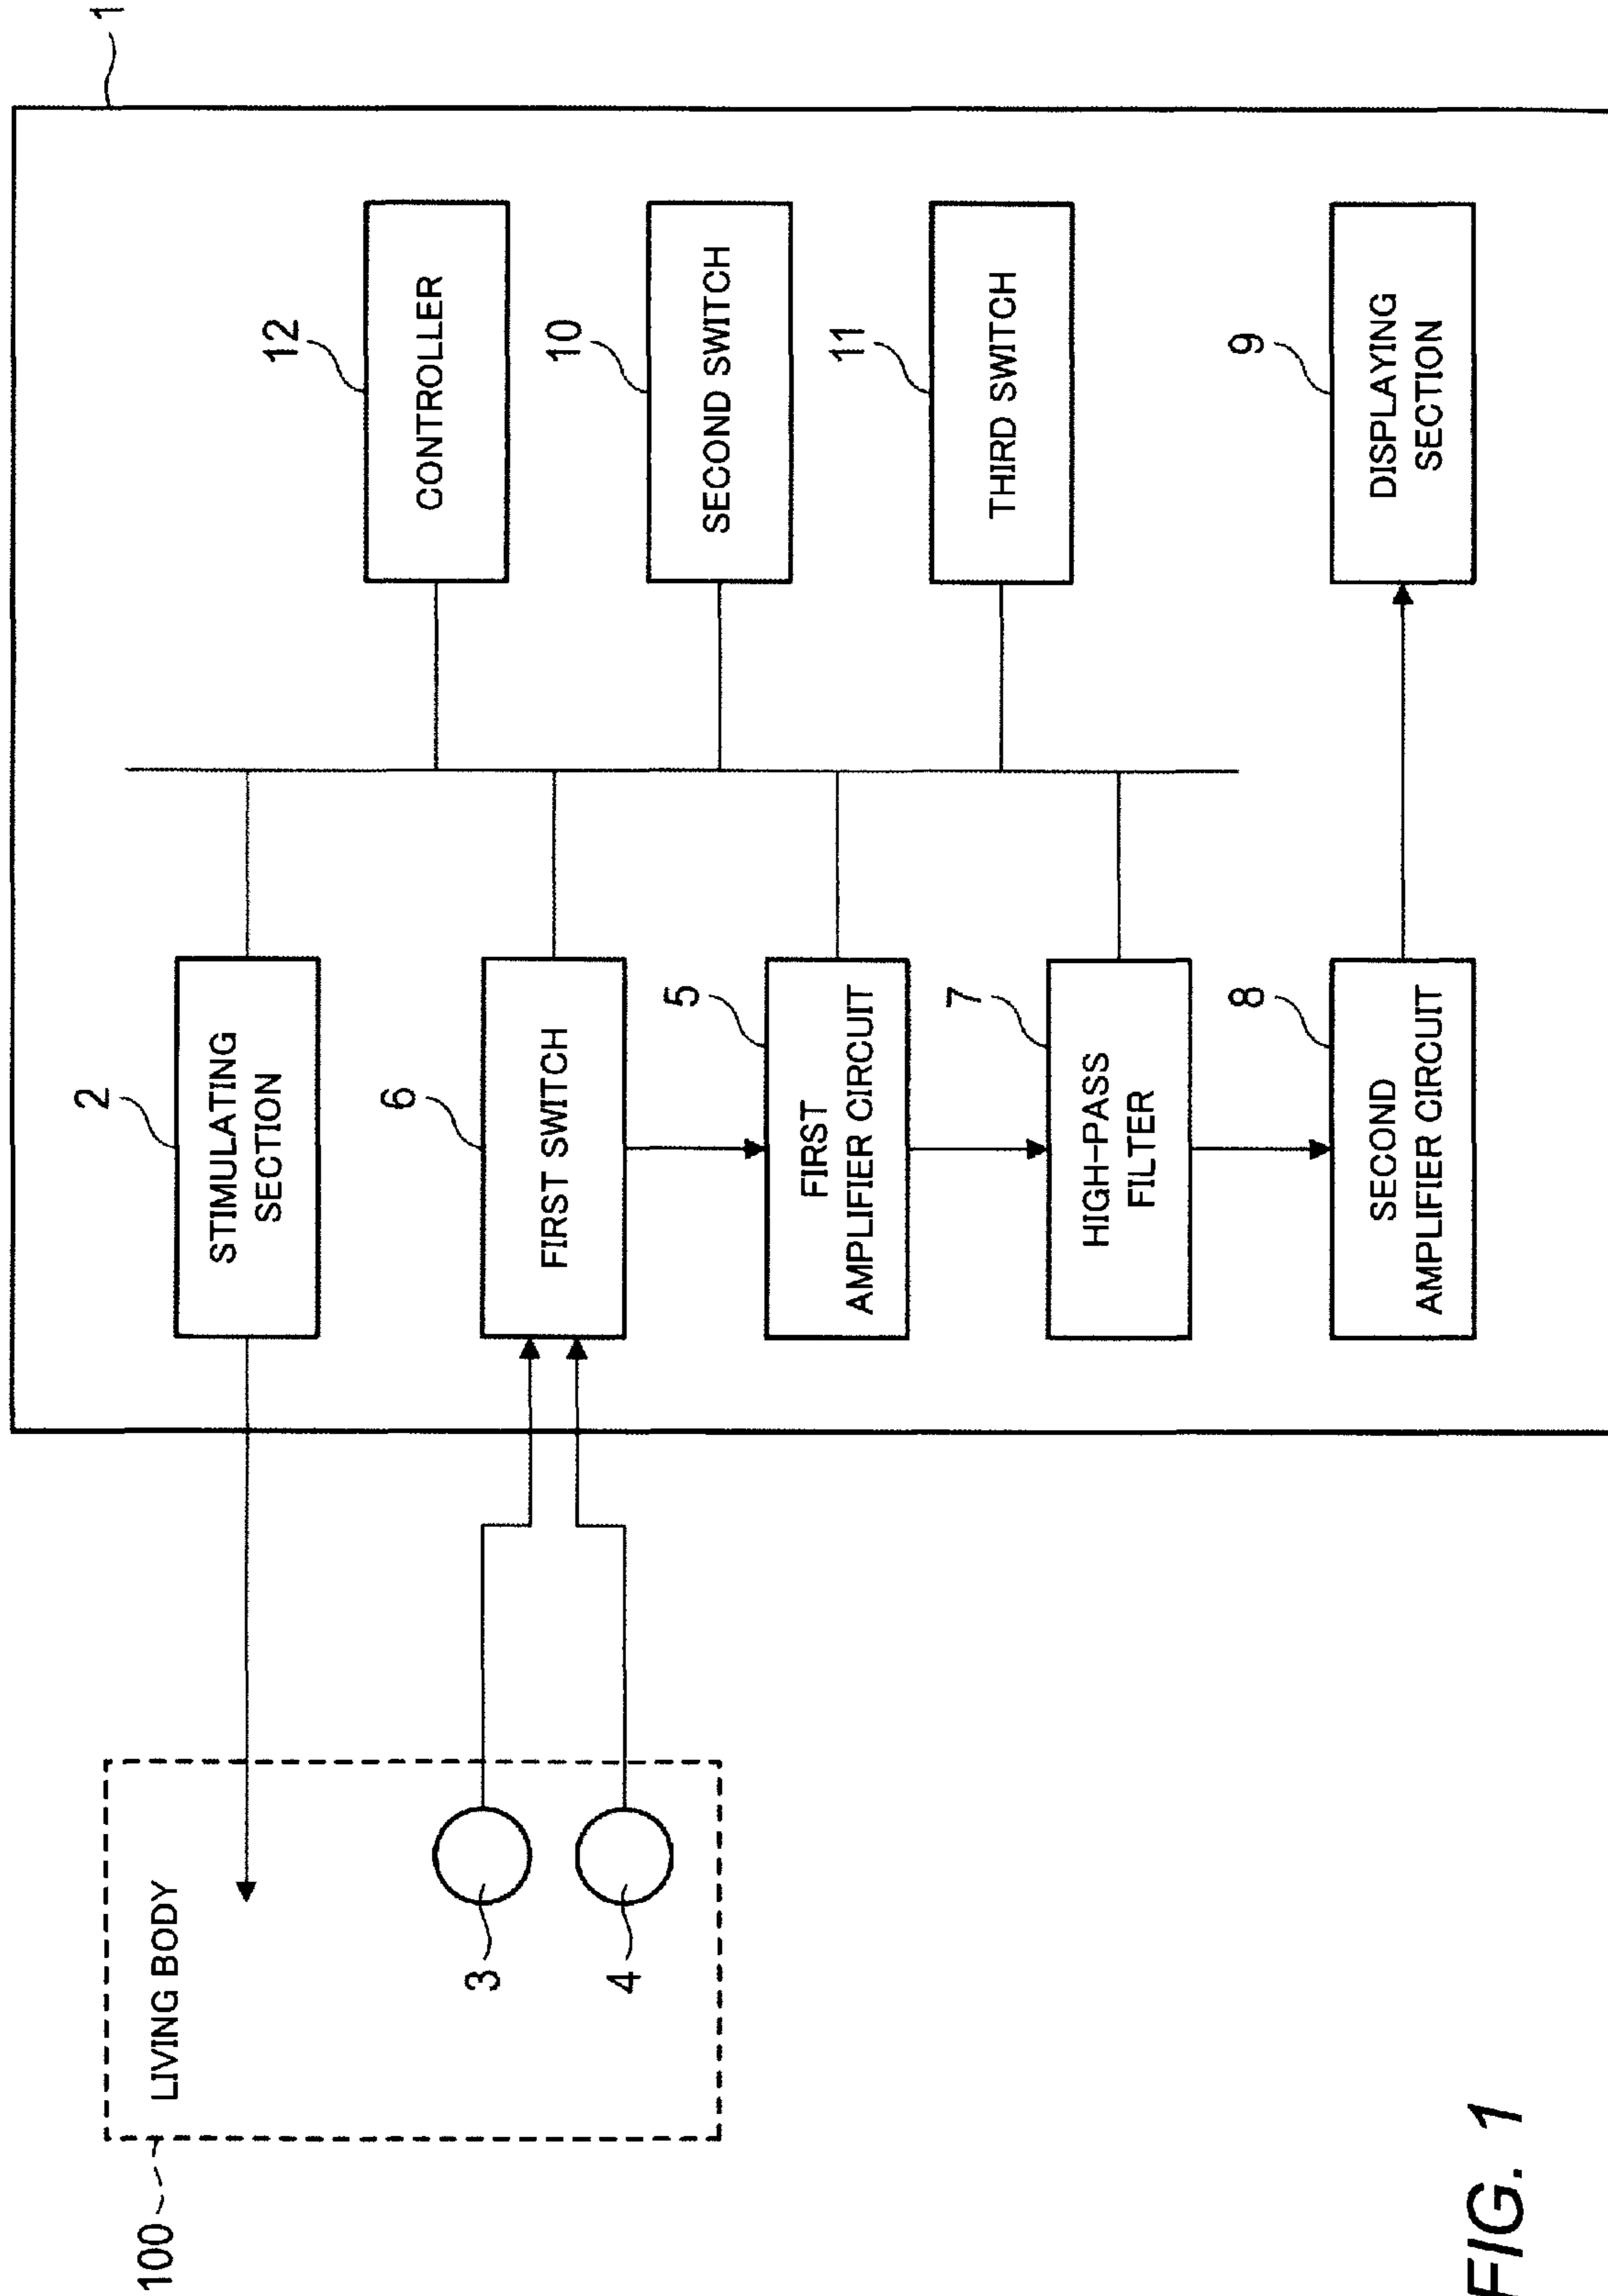 1
100
LIVING BODY
3
4
2
STIMULATING
SECTION
6
FIRST SWITCH
5
FIRST
AMPLIFIER CIRCUIT
7
HIGH-PASS
FILTER
8
SECOND
AMPLIFIER CIRCUIT
12
CONTROLLER
10
SECOND SWITCH
11
THIRD SWITCH
9
DISPLAYING
SECTION
FIG. 1